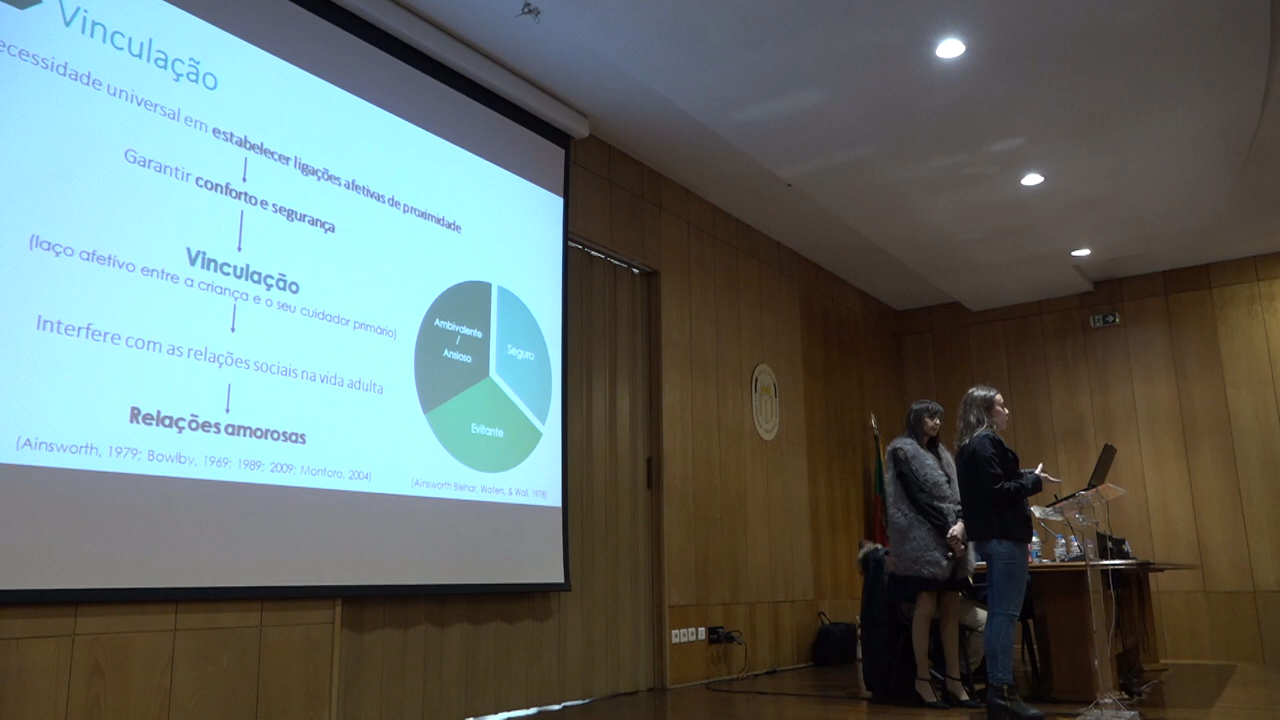 Vinculação
ecessidade universal em estabelecer ligações afetivas de proximidade
Garantir conforto e segurança
Vinculação
(laço afetivo entre a criança e o seu cuidador primário)
Interfere com as relações sociais na vida adulta
Relações amorosas
(Ainsworth, 1979; Bowlby, 1969; 1989; 2009; Montoro, 2004)
Ambivalente
/
Ansioso
Seguro
Evitante
(Ainsworth Blehar, Waters, & Wall, 1978)